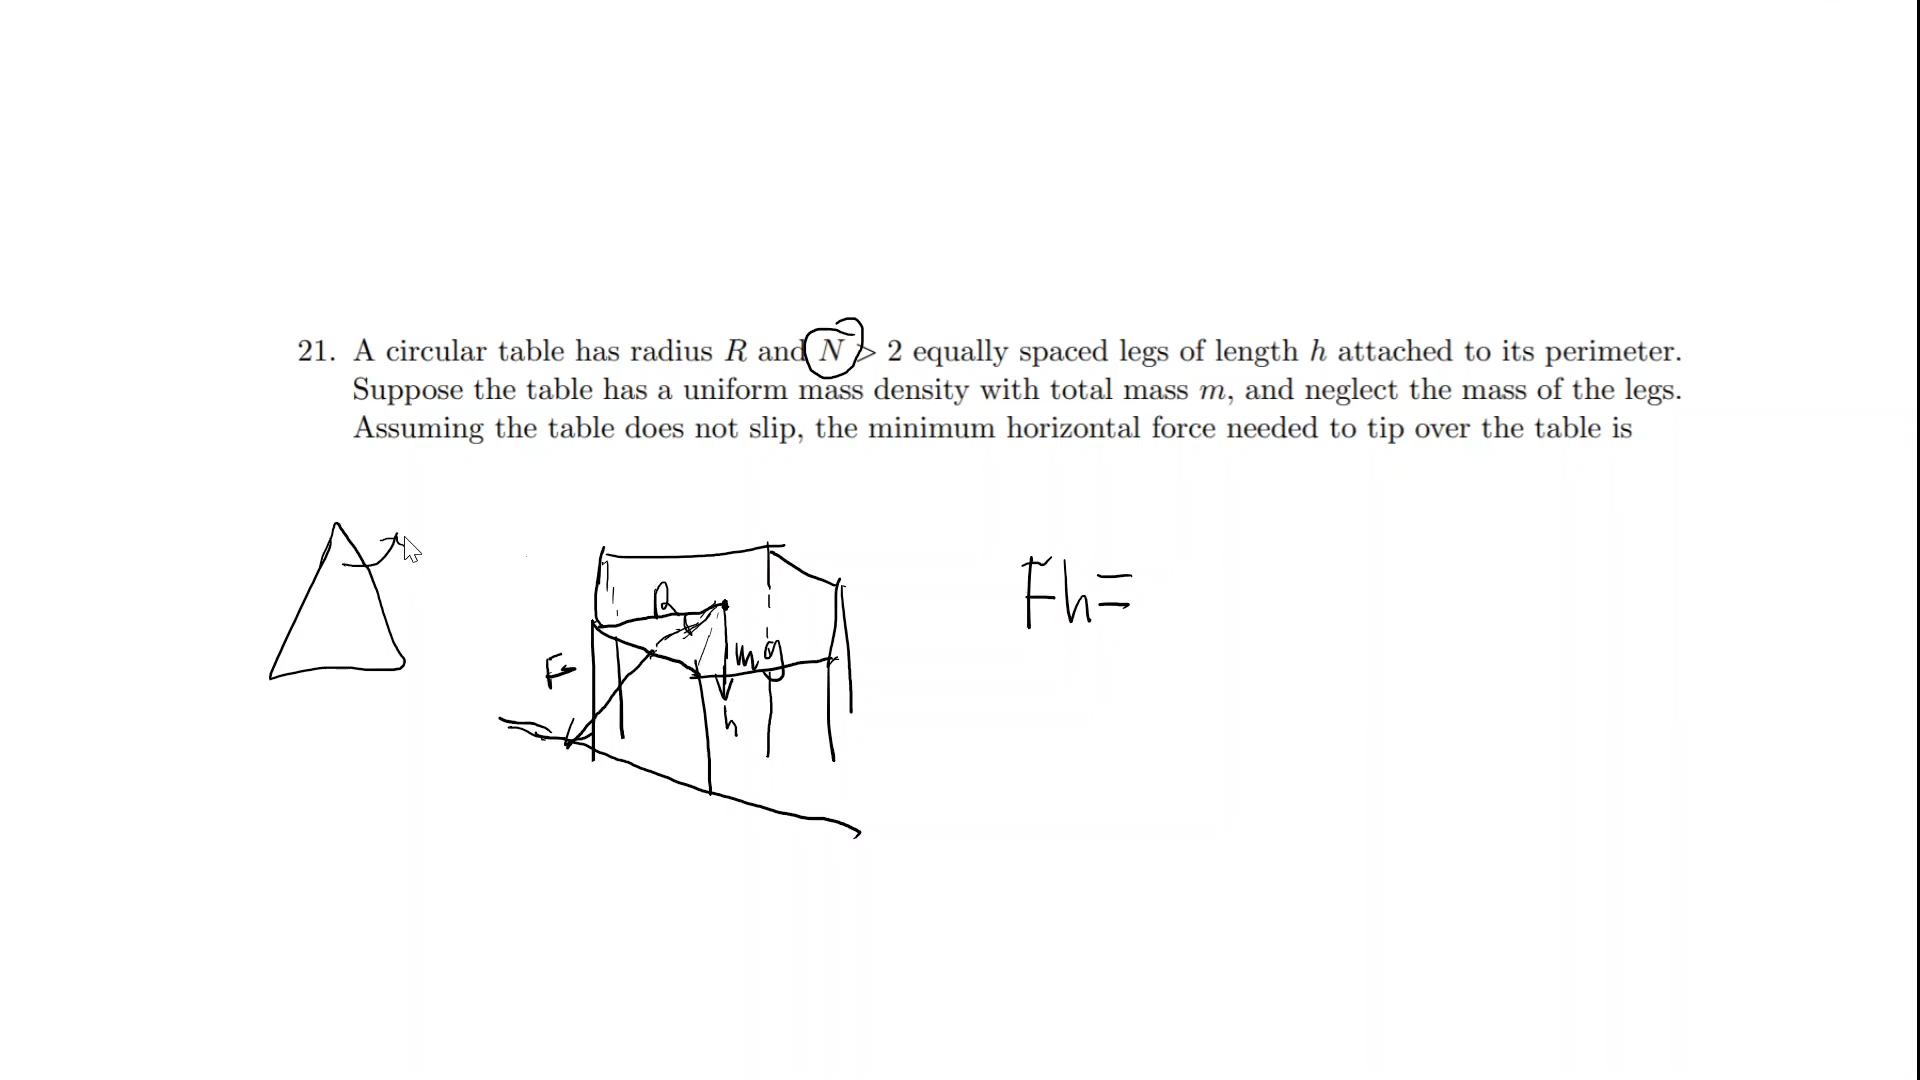 21. A circular table has radius R and N > 2 equally spaced legs of length h attached to its perimeter.
Suppose the table has a uniform mass density with total mass m, and neglect the mass of the legs.
Assuming the table does not slip, the minimum horizontal force needed to tip over the table is
Fh=
R
F
mg
h